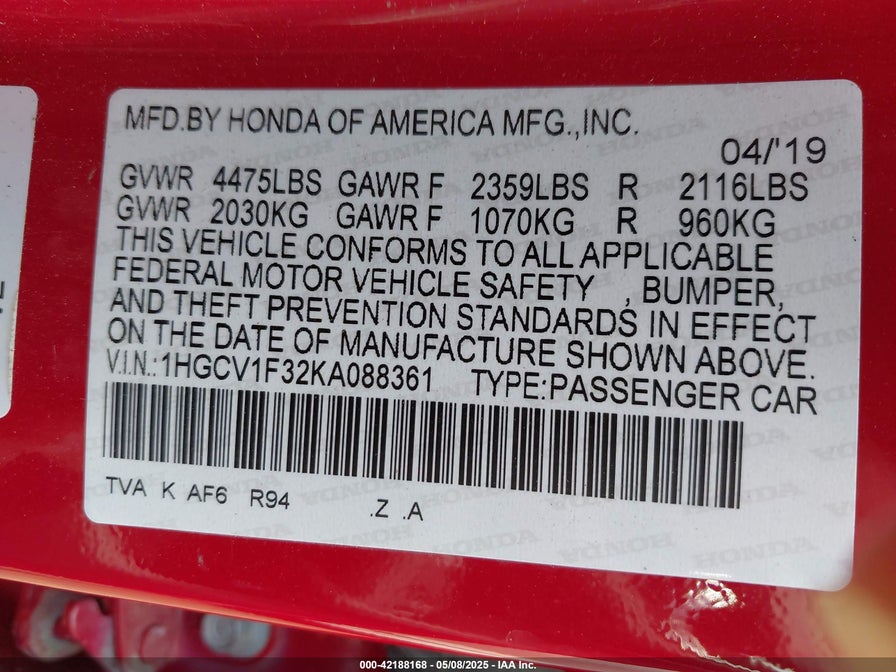 MFD.BY HONDA OF AMERICA MFG.,INC.
04/'19
GVWR 4475LBS GAWR F 2359LBS R 2116LBS
GVWR 2030KG GAWR F 1070KG R 960KG
THIS VEHICLE CONFORMS TO ALL APPLICABLE
FEDERAL MOTOR VEHICLE SAFETY , BUMPER,
AND THEFT PREVENTION STANDARDS IN EFFECT
ON THE DATE OF MANUFACTURE SHOWN ABOVE.
V.I.N.:1HGCV1F32KA088361 TYPE:PASSENGER CAR
TVA K AF6 R94 .Z .A
000-42188168 - 05/08/2025 - IAA Inc.